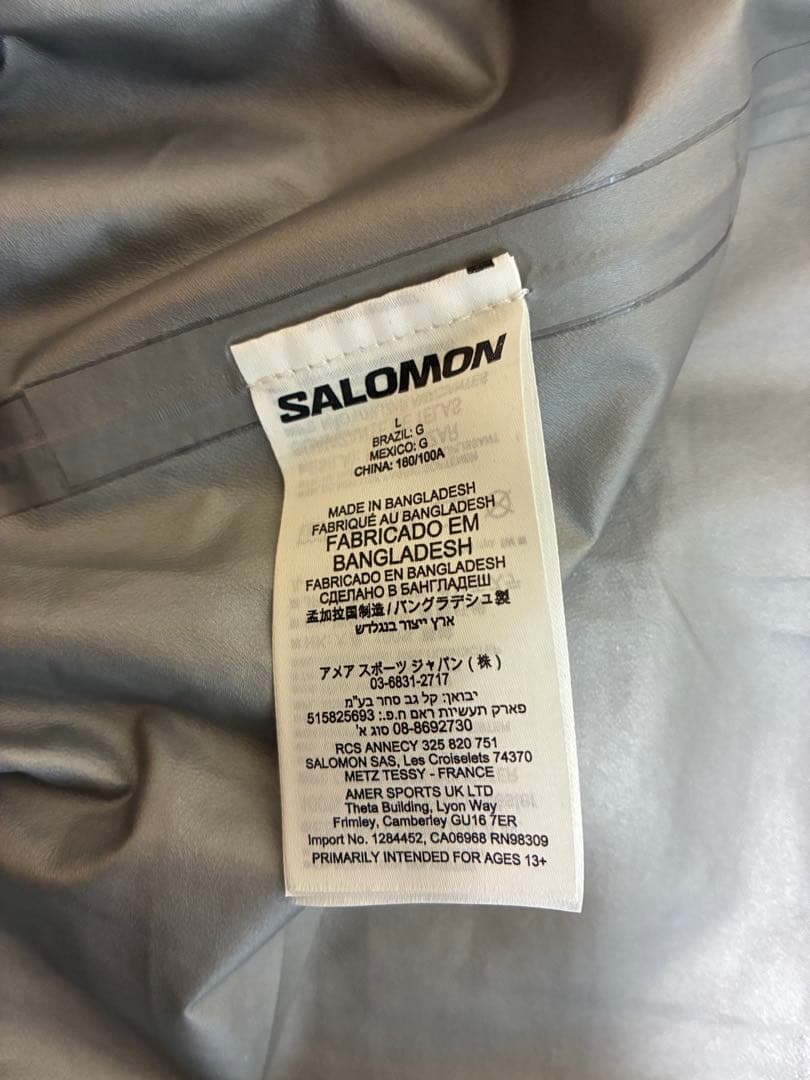 SALOMON
L
BRAZIL: G
MEXICO: G
CHINA: 180/100A
MADE IN BANGLADESH
FABRIQUÉ AU BANGLADESH
FABRICADO EM
BANGLADESH
FABRICADO EN BANGLADESH
СДЕЛАНО В БАНГЛАДЕШ
孟加拉国制造/バングラデシュ製
ארץ ייצור בנגלדש
アメア スポーツ ジャパン(株)
03-6831-2717
יבואן: קל גב סחר בע"מ
פארק תעשיות ראם ח.פ.: 515825693
08-8692730 סוג א'
RCS ANNECY 325 820 751
SALOMON SAS, Les Croiselets 74370
METZ TESSY - FRANCE
AMER SPORTS UK LTD
Theta Building, Lyon Way
Frimley, Camberley GU16 7ER
Import No. 1284452, CA06968 RN98309
PRIMARILY INTENDED FOR AGES 13+